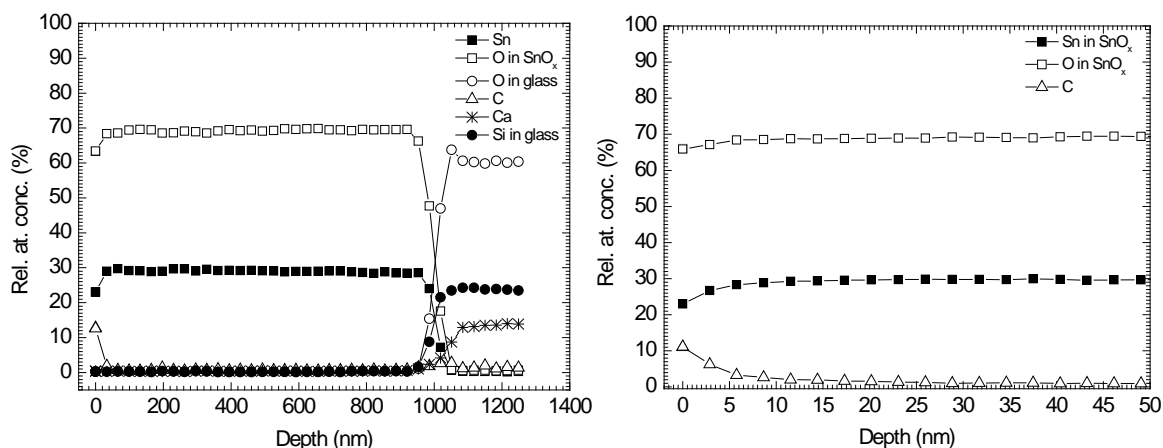 100
90
80
70
60
50
40
30
20
10
0
Rel. at. conc. (%)
Sn
O in SnOₓ
O in glass
C
Ca
Si in glass
0 200 400 600 800 1000 1200 1400
Depth (nm)
100
90
80
70
60
50
40
30
20
10
0
Rel. at. conc. (%)
Sn in SnOₓ
O in SnOₓ
C
0 5 10 15 20 25 30 35 40 45 50
Depth (nm)